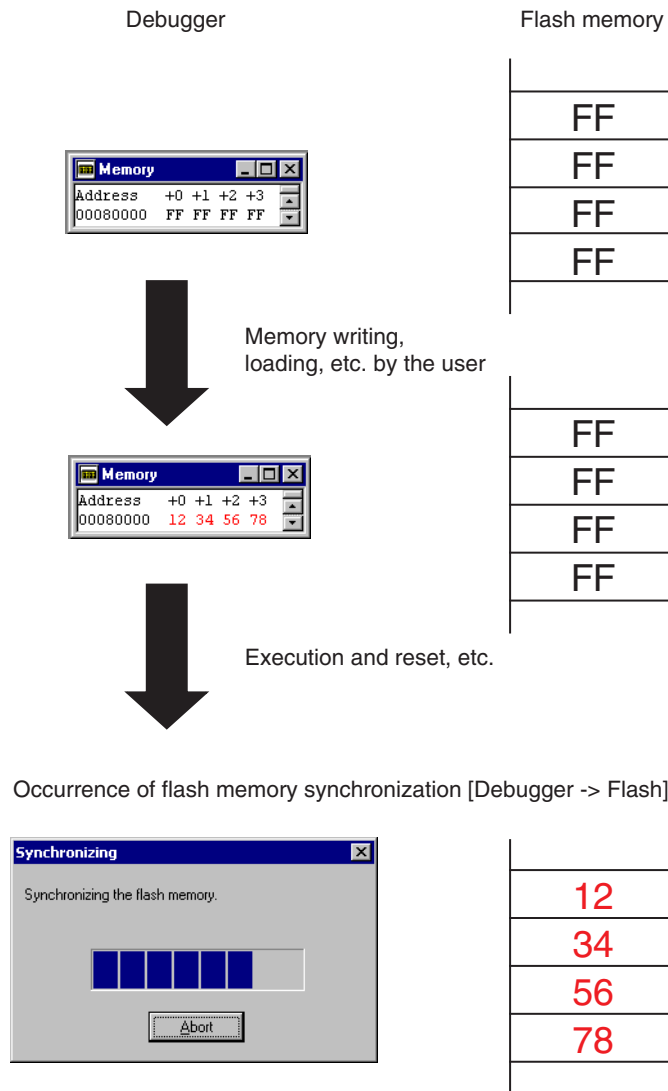 Debugger
Flash memory
Memory
Address +0 +1 +2 +3
00080000 FF FF FF FF
FF
FF
FF
FF
Memory writing,
loading, etc. by the user
Memory
Address +0 +1 +2 +3
00080000 12 34 56 78
FF
FF
FF
FF
Execution and reset, etc.
Occurrence of flash memory synchronization [Debugger -> Flash]
Synchronizing
Synchronizing the flash memory.
Abort
12
34
56
78